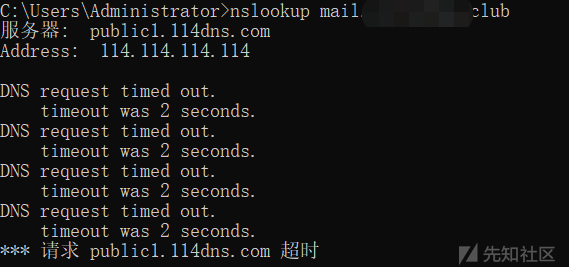 C:\Users\Administrator>nslookup mail. club
服务器:  public1.114dns.com
Address:  114.114.114.114
DNS request timed out.
    timeout was 2 seconds.
DNS request timed out.
    timeout was 2 seconds.
DNS request timed out.
    timeout was 2 seconds.
DNS request timed out.
    timeout was 2 seconds.
*** 请求 public1.114dns.com 超时
先知社区